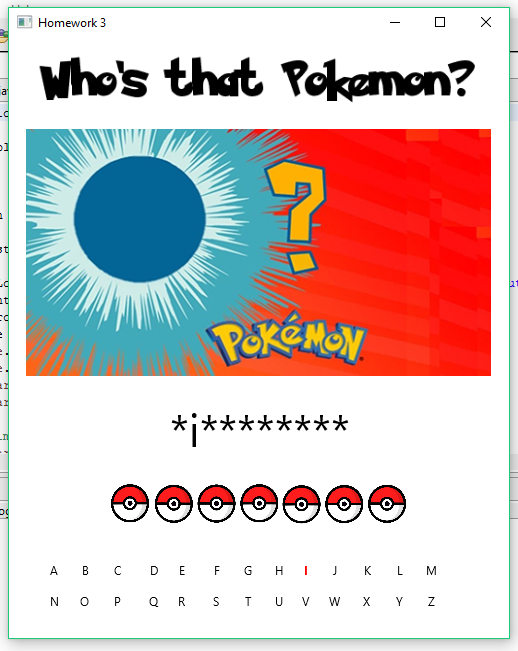 Homework 3
Who's that Pokemon?
?
POKéMON
*i********
A B C D E F G H I J K L M
N O P Q R S T U V W X Y Z